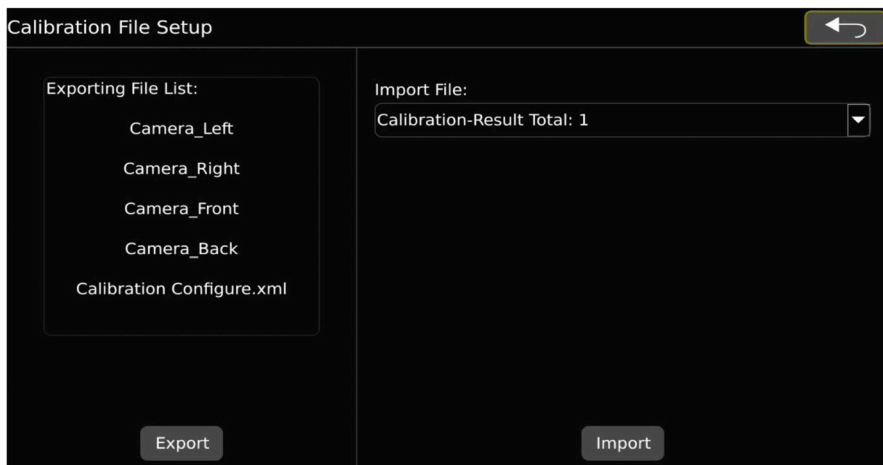 Calibration File Setup
Exporting File List:
Camera_Left
Camera_Right
Camera_Front
Camera_Back
Calibration Configure.xml
Export
Import File:
Calibration-Result Total: 1
Import